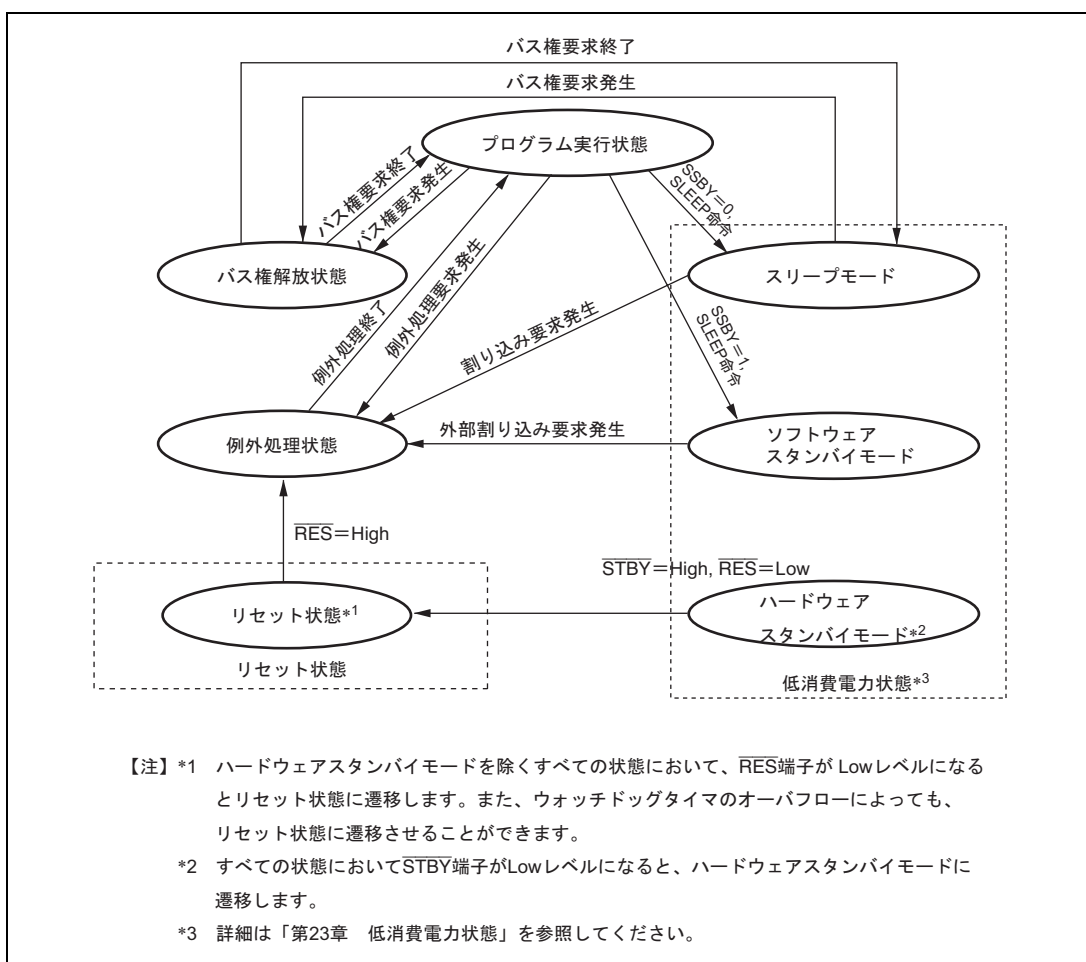 バス権要求終了
バス権要求発生
プログラム実行状態
バス権要求終了
バス権要求発生
SSBY＝0,
SLEEP命令
バス権解放状態
スリープモード
例外処理終了
例外処理要求発生
割り込み要求発生
SSBY＝1,
SLEEP命令
例外処理状態
外部割り込み要求発生
ソフトウェア
スタンバイモード
RES＝High
STBY＝High, RES＝Low
リセット状態*1
ハードウェア
スタンバイモード*2
リセット状態
低消費電力状態*3
【注】*1 ハードウェアスタンバイモードを除くすべての状態において、RES端子が Lowレベルになる
とリセット状態に遷移します。また、ウォッチドッグタイマのオーバフローによっても、
リセット状態に遷移させることができます。
*2 すべての状態においてSTBY端子がLowレベルになると、ハードウェアスタンバイモードに
遷移します。
*3 詳細は「第23章 低消費電力状態」を参照してください。